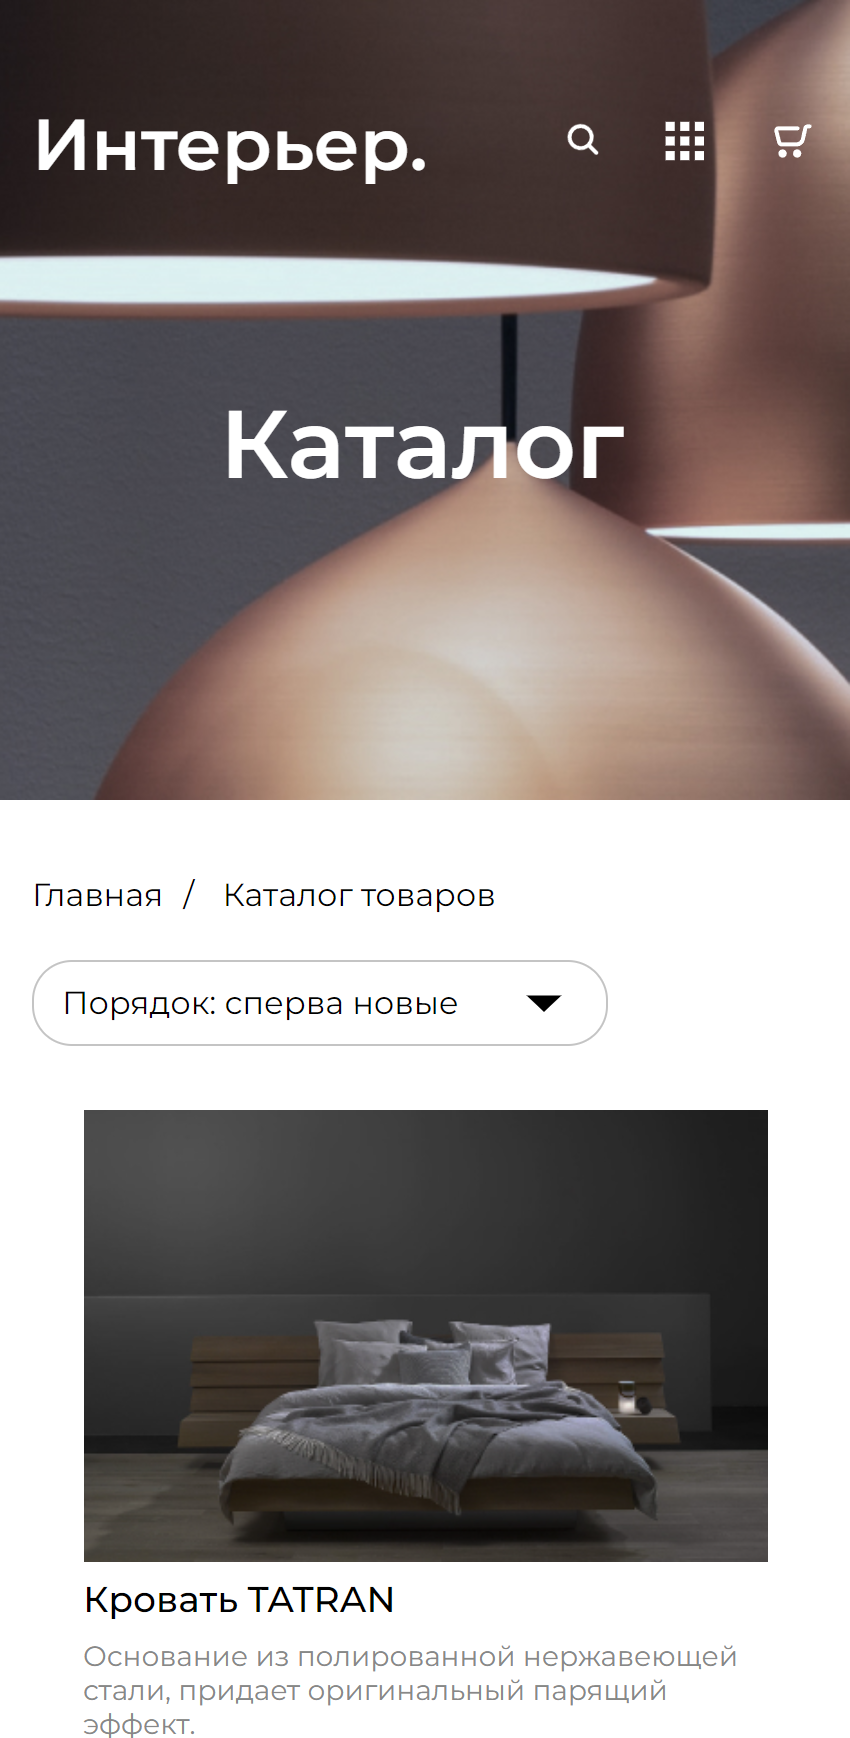 Интерьер.
Каталог
Главная / Каталог товаров
Порядок: сперва новые
Кровать TATRAN
Основание из полированной нержавеющей
стали, придает оригинальный парящий
эффект.